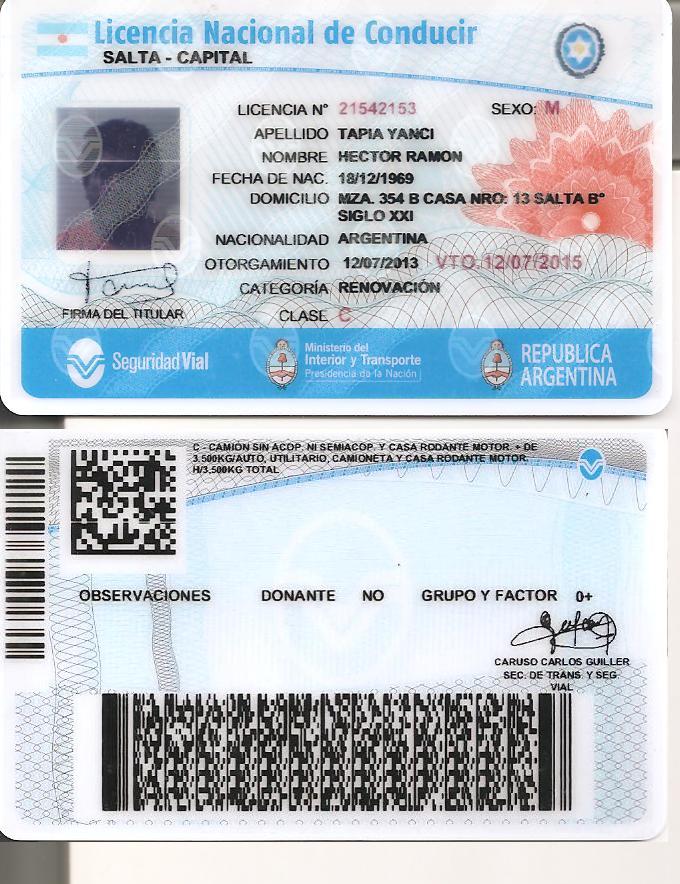 Licencia Nacional de Conducir
SALTA - CAPITAL
LICENCIA N° 21542153 SEXO: M
APELLIDO TAPIA YANCI
NOMBRE HECTOR RAMON
FECHA DE NAC. 18/12/1969
DOMICILIO MZA. 354 B CASA NRO: 13 SALTA B°
SIGLO XXI
NACIONALIDAD ARGENTINA
OTORGAMIENTO 12/07/2013 VTO.12/07/2015
CATEGORÍA RENOVACIÓN
FIRMA DEL TITULAR CLASE C
Seguridad Vial
Ministerio del
Interior y Transporte
Presidencia de la Nación
REPUBLICA
ARGENTINA
C - CAMIÓN SIN ACOP. NI SEMIACOP. Y CASA RODANTE MOTOR. + DE
3.500KG/AUTO, UTILITARIO, CAMIONETA Y CASA RODANTE MOTOR.
H/3,500KG TOTAL
OBSERVACIONES DONANTE NO GRUPO Y FACTOR 0+
CARUSO CARLOS GUILLER
SEC. DE TRANS. Y SEG.
VIAL